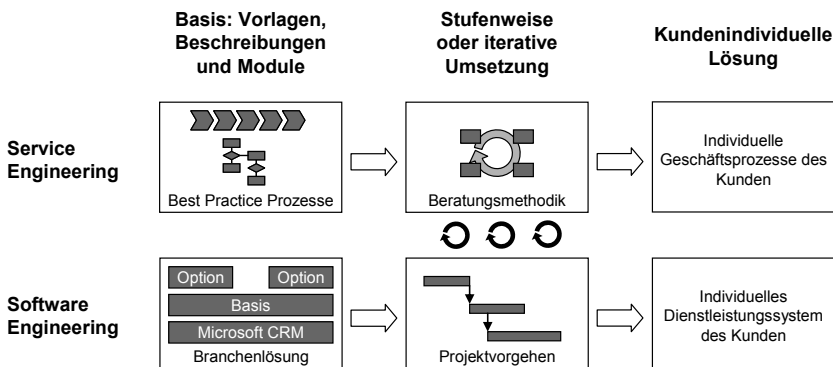 Basis: Vorlagen,
Beschreibungen
und Module
Stufenweise
oder iterative
Umsetzung
Kundenindividuelle
Lösung
Service
Engineering
Best Practice Prozesse
Beratungsmethodik
Individuelle
Geschäftsprozesse des
Kunden
Software
Engineering
Option Option
Basis
Microsoft CRM
Branchenlösung
Projektvorgehen
Individuelles
Dienstleistungssystem
des Kunden